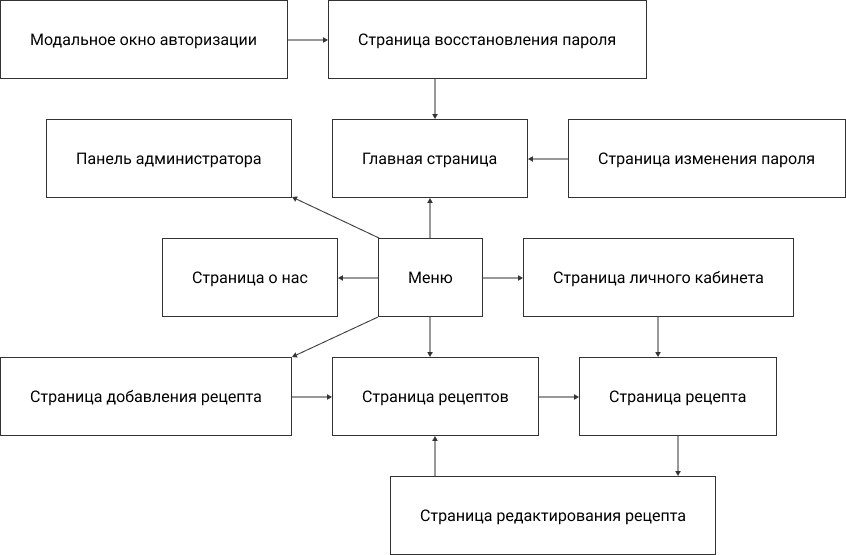 Модальное окно авторизации
Страница восстановления пароля
Панель администратора
Главная страница
Страница изменения пароля
Страница о нас
Меню
Страница личного кабинета
Страница добавления рецепта
Страница рецептов
Страница рецепта
Страница редактирования рецепта